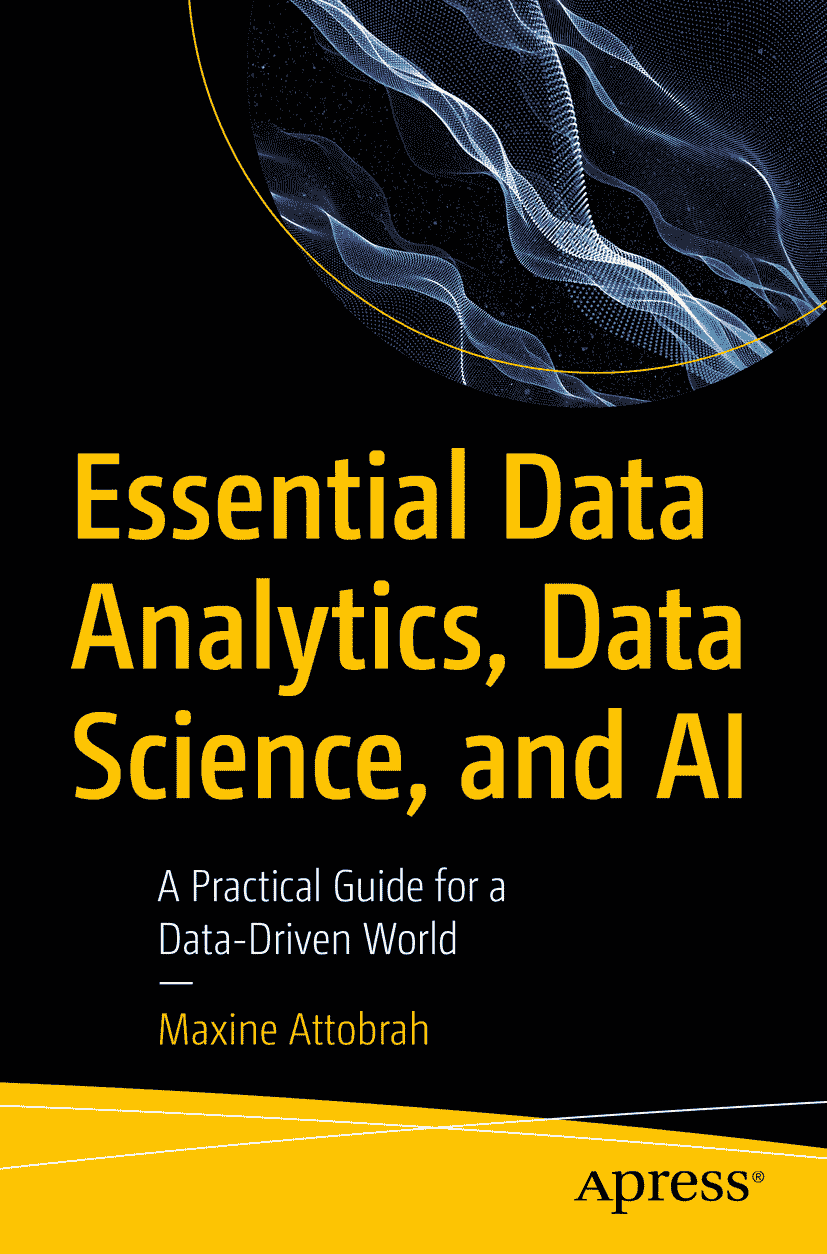 Essential Data
Analytics, Data
Science, and AI
A Practical Guide for a
Data-Driven World
—
Maxine Attobrah
Apress®